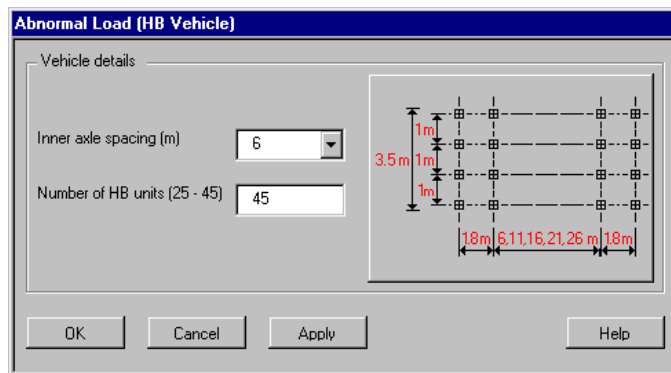 Abnormal Load (HB Vehicle)
Vehicle details
Inner axle spacing (m)
6
Number of HB units (25 - 45)
45
1m
3.5 m
1m
1m
1.8m
6,11,16,21,26 m
1.8m
OK
Cancel
Apply
Help